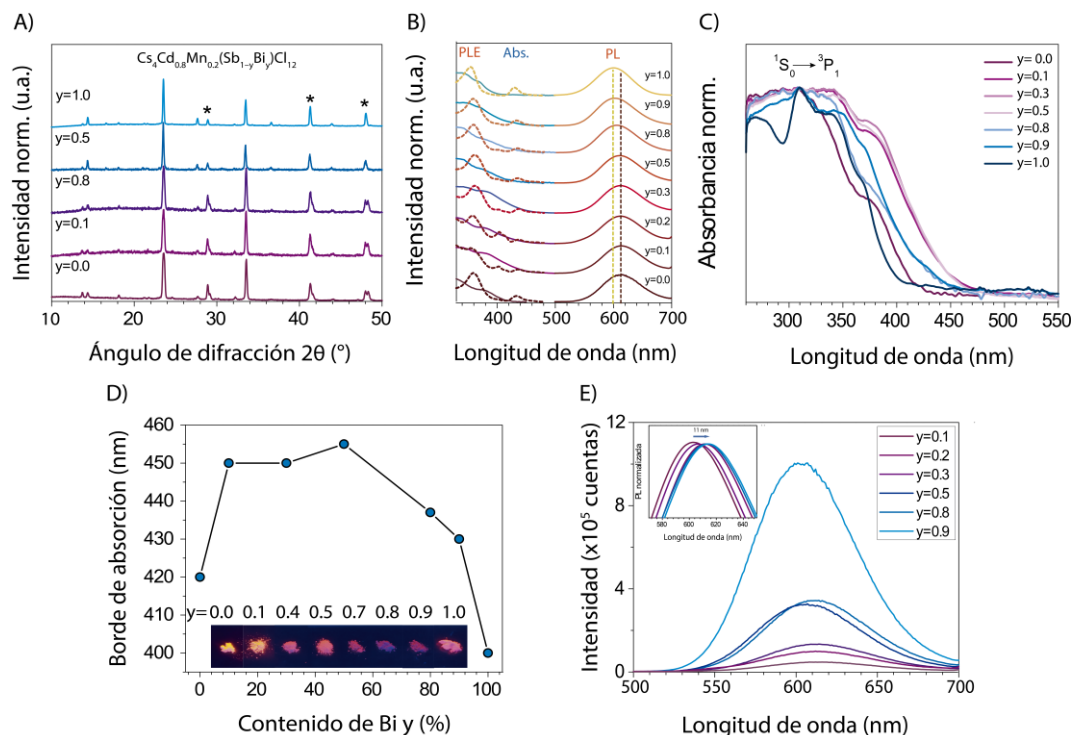 A)
Cs4Cd0.8Mn0.2(Sb1-yBiy)Cl12
y=1.0
*
*
*
y=0.5
y=0.8
y=0.1
y=0.0
Intensidad norm. (u.a.)
10 20 30 40 50
Ángulo de difracción 2θ (°)
B)
PLE Abs. PL
y=1.0
y=0.9
y=0.8
y=0.5
y=0.3
y=0.2
y=0.1
y=0.0
Intensidad norm. (u.a.)
400 500 600 700
Longitud de onda (nm)
C)
1S0 → 3P1
y= 0.0
y=0.1
y=0.3
y=0.5
y=0.8
y=0.9
y=1.0
Absorbancia norm.
300 350 400 450 500 550
Longitud de onda (nm)
D)
460
450
440
430
420
410
400
Borde de absorción (nm)
y= 0.0 0.1 0.4 0.5 0.7 0.8 0.9 1.0
0 20 40 60 80 100
Contenido de Bi y (%)
E)
12
8
4
0
Intensidad (x10⁵ cuentas)
11 nm
PL normalizada
580 600 620 640
Longitud de onda (nm)
y=0.1
y=0.2
y=0.3
y=0.5
y=0.8
y=0.9
500 550 600 650 700
Longitud de onda (nm)